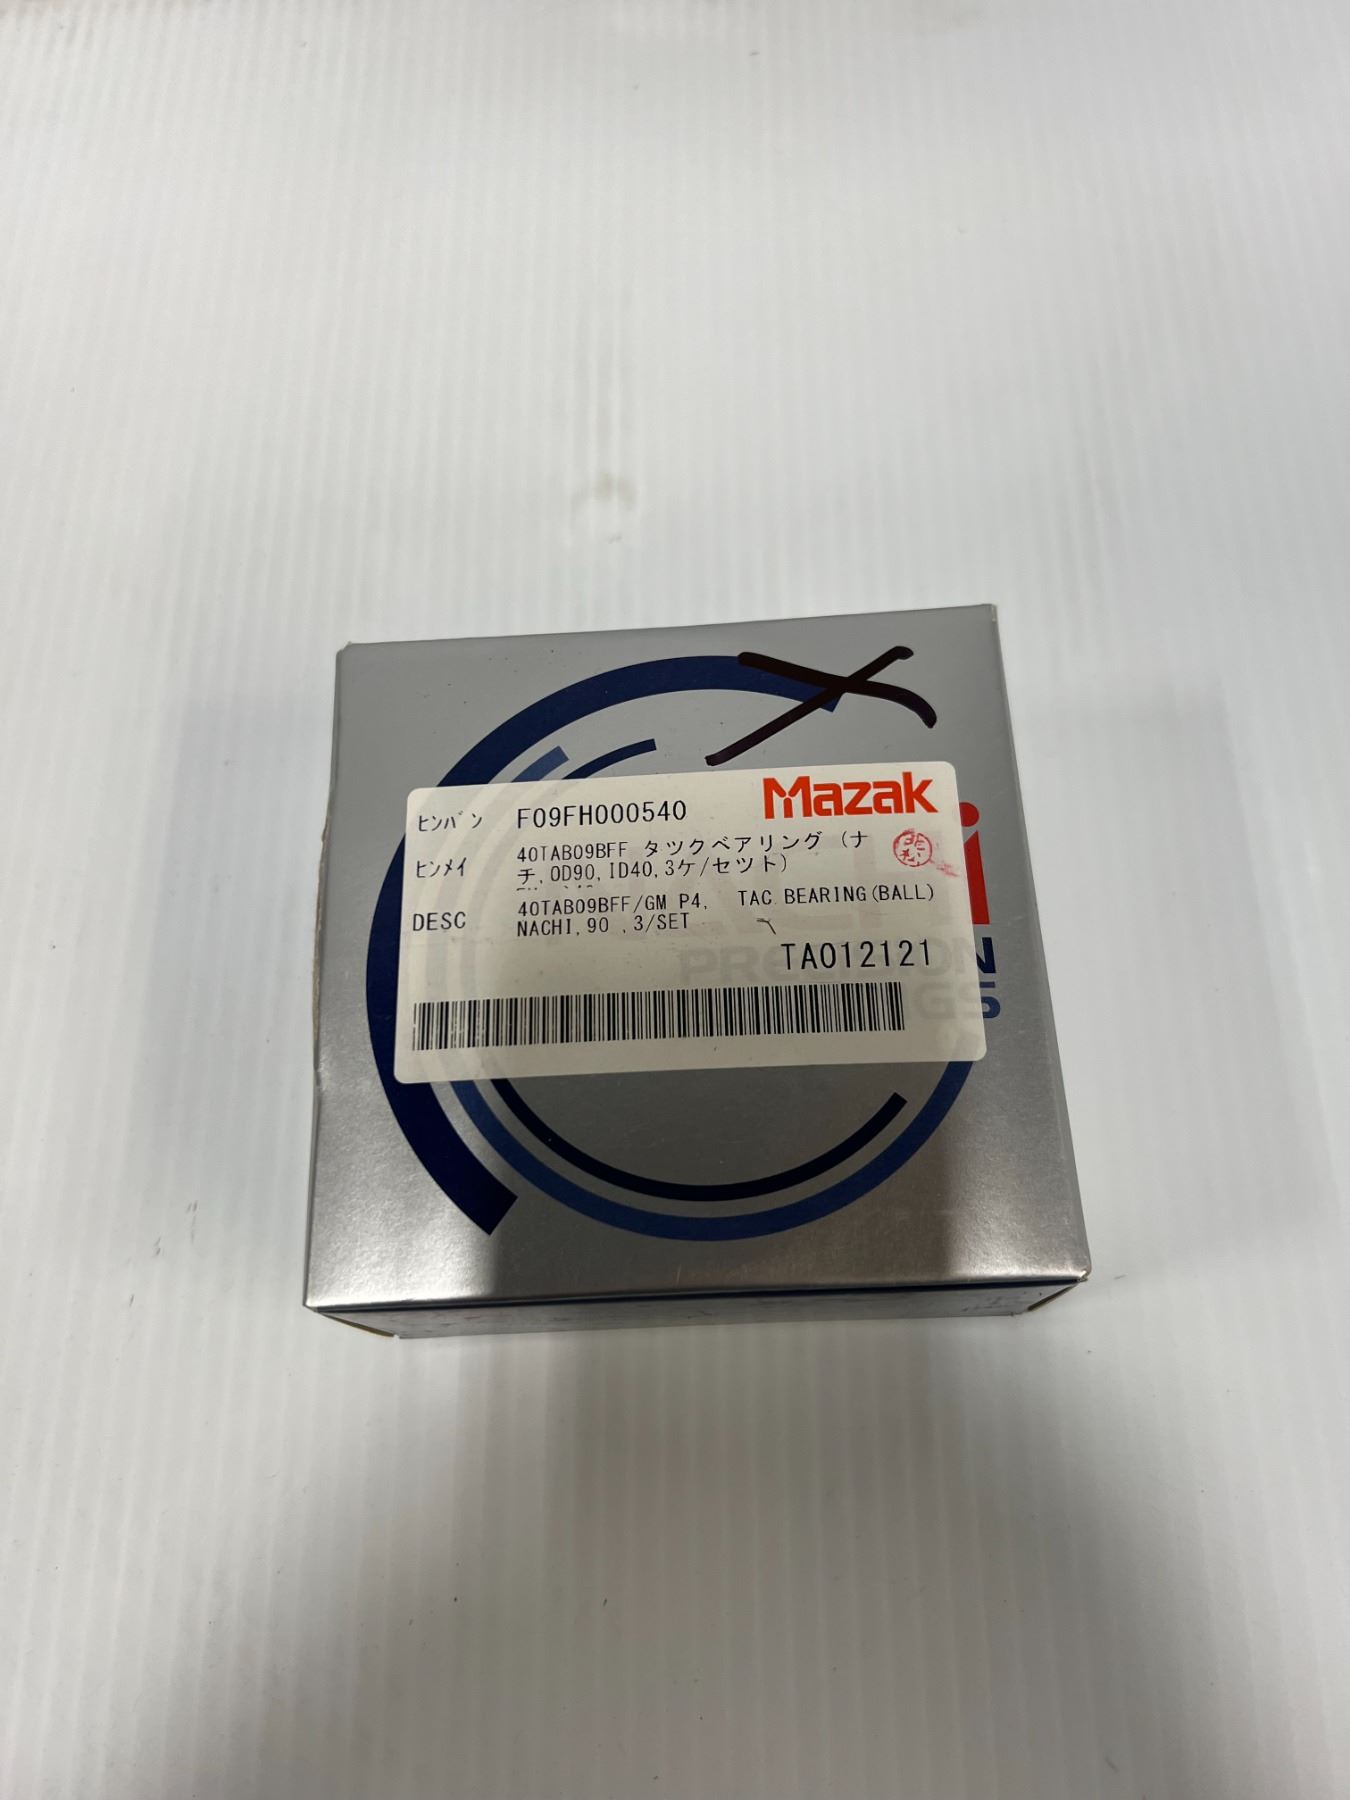 Mazak
ﾋﾝﾊﾞﾝ F09FH000540
ﾋﾝﾒｲ 40TAB09BFF タツクベアリング (ナ
チ,OD90,ID40,3ケ/セツト)
DESC 40TAB09BFF/GM P4, TAC BEARING(BALL)
NACHI,90 ,3/SET
TA012121